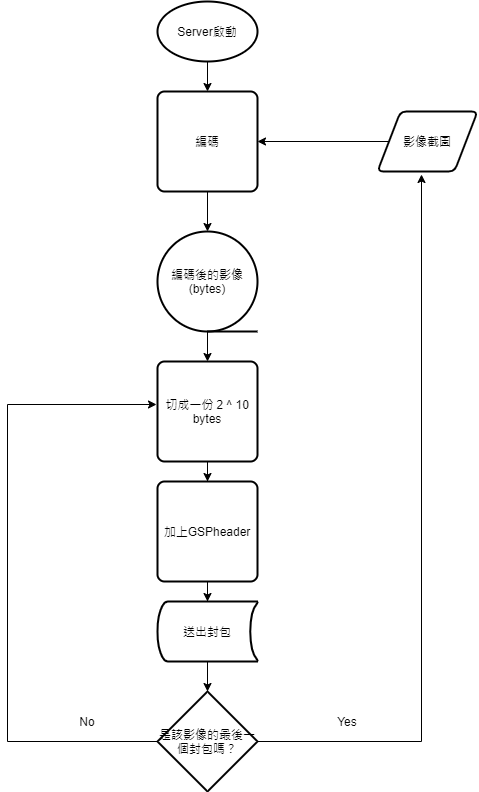 Server啟動
編碼
影像截圖
編碼後的影像
(bytes)
切成一份 2 ^ 10
bytes
加上GSPheader
送出封包
是該影像的最後一
個封包嗎？
No
Yes